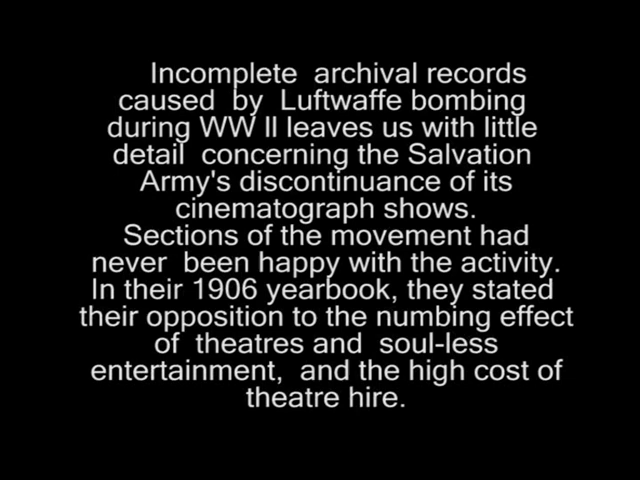 Incomplete archival records
caused by Luftwaffe bombing
during WW II leaves us with little
detail concerning the Salvation
Army's discontinuance of its
cinematograph shows.
Sections of the movement had
never been happy with the activity.
In their 1906 yearbook, they stated
their opposition to the numbing effect
of theatres and soul-less
entertainment, and the high cost of
theatre hire.